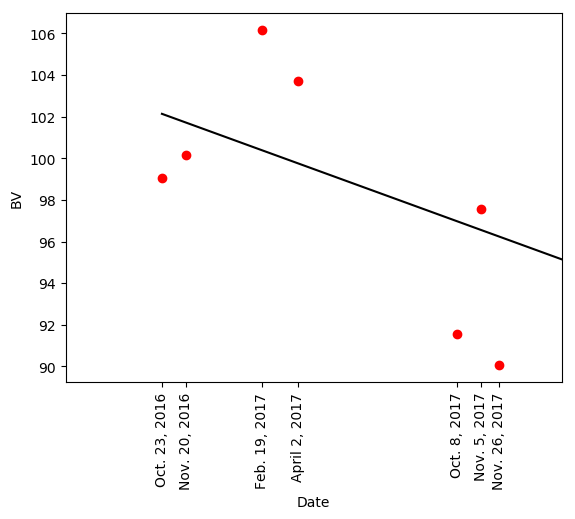 106
104
102
100
98
96
94
92
90
BV
Oct. 23, 2016
Nov. 20, 2016
Feb. 19, 2017
April 2, 2017
Oct. 8, 2017
Nov. 5, 2017
Nov. 26, 2017
Date